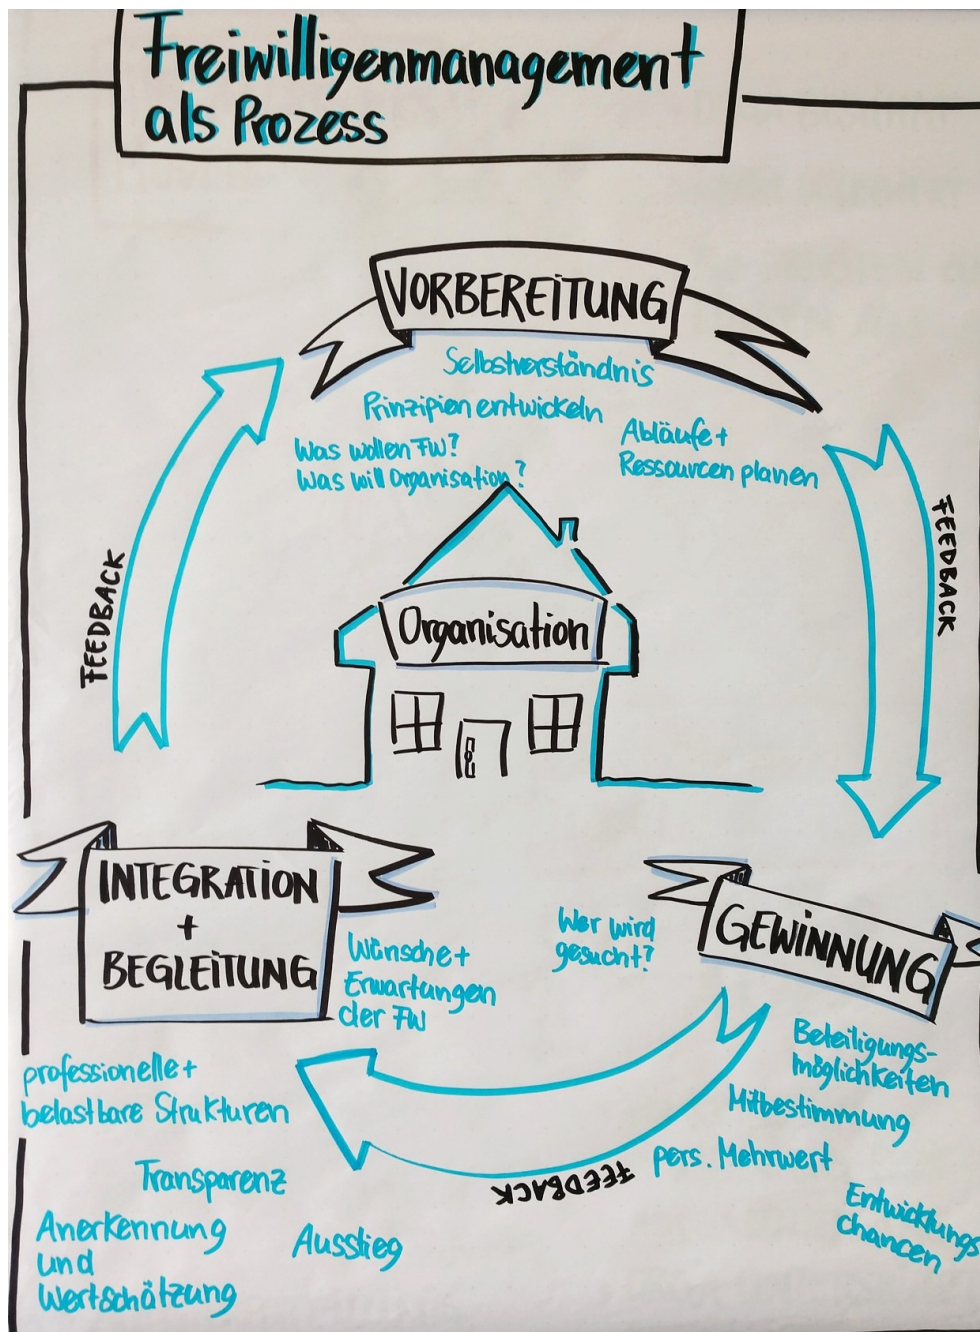 Freiwilligenmanagement
als Prozess
VORBEREITUNG
Selbstverständnis
Prinzipien entwickeln
Was wollen FW?
Was will Organisation?
Abläufe +
Ressourcen planen
FEEDBACK
FEEDBACK
Organisation
INTEGRATION
+
BEGLEITUNG
Wünsche +
Erwartungen
der FW
Wer wird
gesucht?
GEWINNUNG
Beteiligungs-
möglichkeiten
Mitbestimmung
pers. Mehrwert
Entwicklungs
chancen
FEEDBACK
professionelle +
belastbare Strukturen
Transparenz
Anerkennung
und
Wertschätzung
Ausstieg